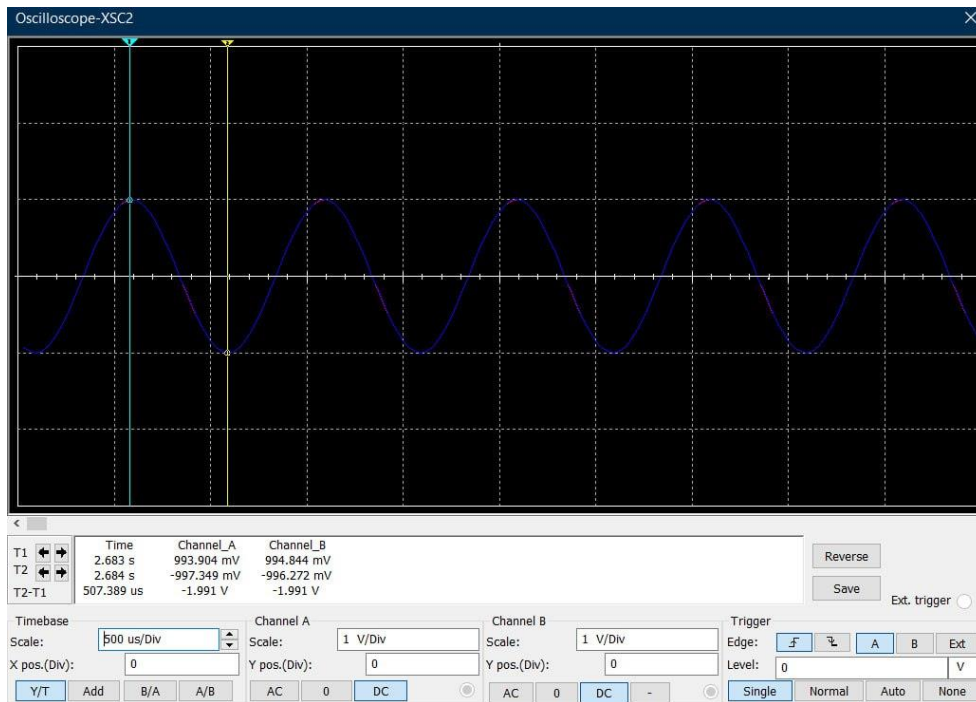 Oscilloscope-XSC2
1 2
Time Channel_A Channel_B
T1 2.683 s 993.904 mV 994.844 mV
T2 2.684 s -997.349 mV -996.272 mV
T2-T1 507.389 us -1.991 V -1.991 V
Reverse
Save
Ext. trigger
Timebase Channel A Channel B Trigger
Scale: 500 us/Div Scale: 1 V/Div Scale: 1 V/Div Edge: A B Ext
X pos.(Div): 0 Y pos.(Div): 0 Y pos.(Div): 0 Level: 0 V
Y/T Add B/A A/B AC 0 DC AC 0 DC - Single Normal Auto None